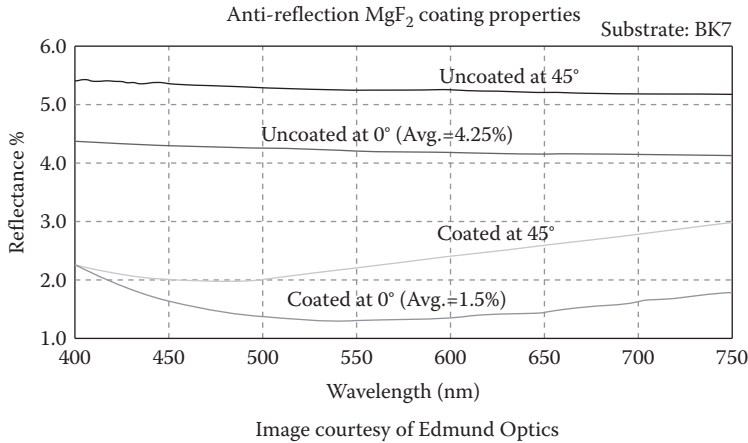 Anti-reflection MgF₂ coating properties
Substrate: BK7
6.0
5.0
4.0
3.0
2.0
1.0
Reflectance %
Uncoated at 45°
Uncoated at 0° (Avg.=4.25%)
Coated at 45°
Coated at 0° (Avg.=1.5%)
400 450 500 550 600 650 700 750
Wavelength (nm)
Image courtesy of Edmund Optics